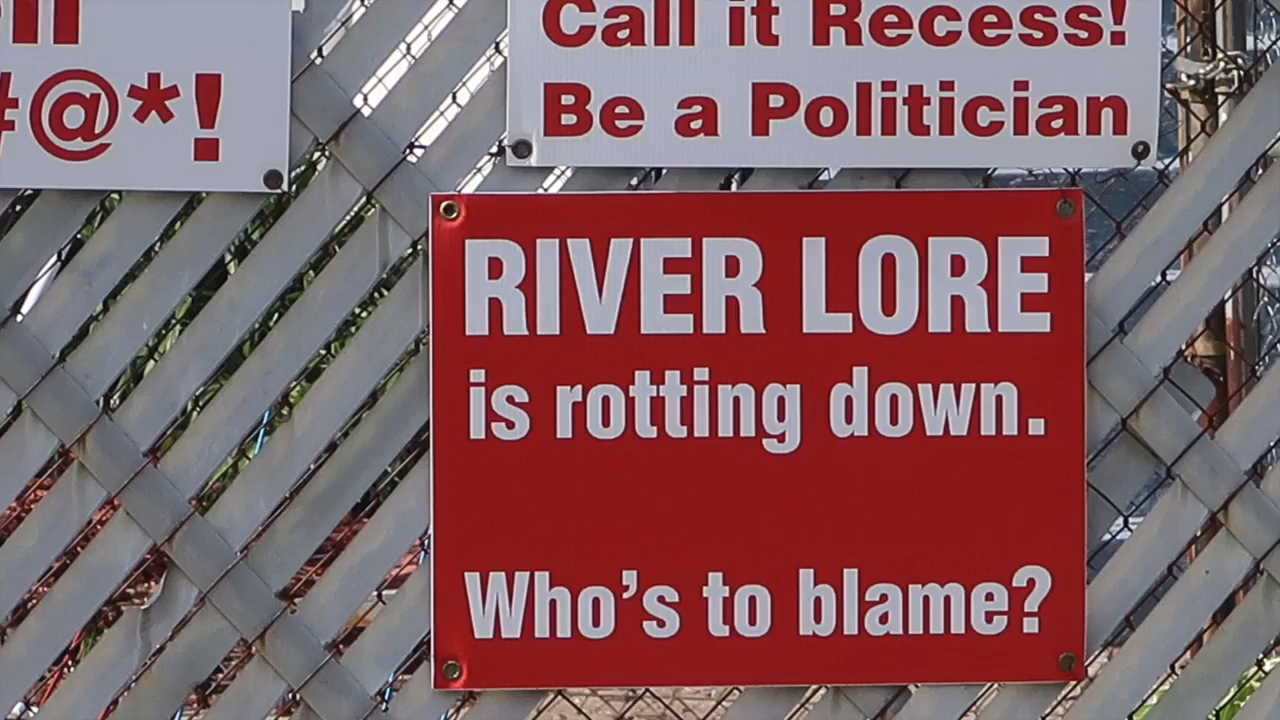 #@*!
Call it Recess!
Be a Politician
RIVER LORE
is rotting down.
Who's to blame?